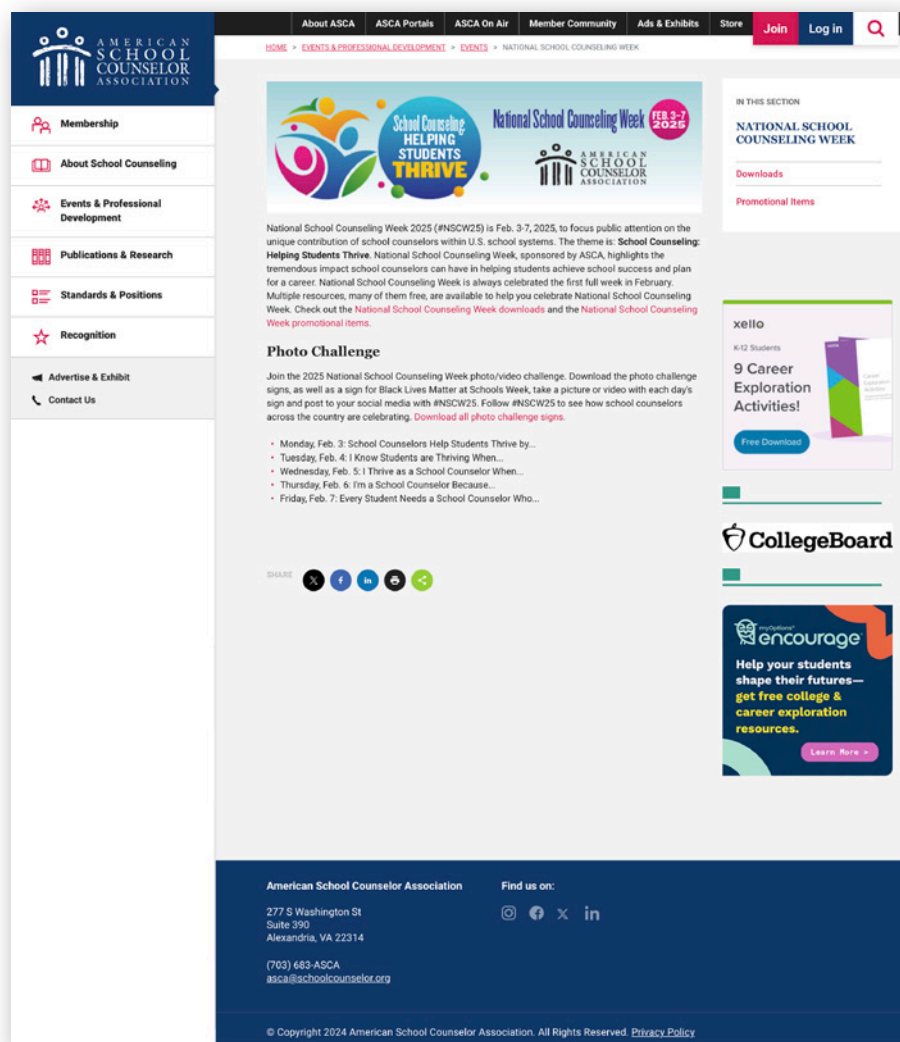 AMERICAN
SCHOOL
COUNSELOR
ASSOCIATION
About ASCA
ASCA Portals
ASCA On Air
Member Community
Ads & Exhibits
Store
Join
Log in
HOME > EVENTS & PROFESSIONAL DEVELOPMENT > EVENTS > NATIONAL SCHOOL COUNSELING WEEK
Membership
About School Counseling
Events & Professional
Development
Publications & Research
Standards & Positions
Recognition
Advertise & Exhibit
Contact Us
School Counseling:
HELPING
STUDENTS
THRIVE
National School Counseling Week
FEB. 3-7
2025
AMERICAN
SCHOOL
COUNSELOR
ASSOCIATION
National School Counseling Week 2025 (#NSCW25) is Feb. 3-7, 2025, to focus public attention on the
unique contribution of school counselors within U.S. school systems. The theme is: School Counseling:
Helping Students Thrive. National School Counseling Week, sponsored by ASCA, highlights the
tremendous impact school counselors can have in helping students achieve school success and plan
for a career. National School Counseling Week is always celebrated the first full week in February.
Multiple resources, many of them free, are available to help you celebrate National School Counseling
Week. Check out the National School Counseling Week downloads and the National School Counseling
Week promotional items.
Photo Challenge
Join the 2025 National School Counseling Week photo/video challenge. Download the photo challenge
signs, as well as a sign for Black Lives Matter at Schools Week, take a picture or video with each day's
sign and post to your social media with #NSCW25. Follow #NSCW25 to see how school counselors
across the country are celebrating. Download all photo challenge signs.
• Monday, Feb. 3: School Counselors Help Students Thrive by...
• Tuesday, Feb. 4: I Know Students are Thriving When...
• Wednesday, Feb. 5: I Thrive as a School Counselor When...
• Thursday, Feb. 6: I'm a School Counselor Because...
• Friday, Feb. 7: Every Student Needs a School Counselor Who...
SHARE
IN THIS SECTION
NATIONAL SCHOOL
COUNSELING WEEK
Downloads
Promotional Items
xello
K-12 Students
9 Career
Exploration
Activities!
Free Download
Career
Exploration
Activities
CollegeBoard
myOptions®
encourage
Help your students
shape their futures—
get free college &
career exploration
resources.
Learn More >
American School Counselor Association
277 S Washington St
Suite 390
Alexandria, VA 22314
(703) 683-ASCA
asca@schoolcounselor.org
Find us on:
© Copyright 2024 American School Counselor Association. All Rights Reserved. Privacy Policy